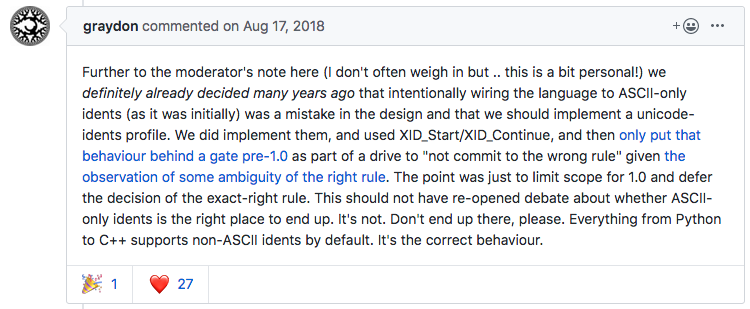 graydon commented on Aug 17, 2018
Further to the moderator's note here (I don't often weigh in but .. this is a bit personal!) we
definitely already decided many years ago that intentionally wiring the language to ASCII-only
idents (as it was initially) was a mistake in the design and that we should implement a unicode-
idents profile. We did implement them, and used XID_Start/XID_Continue, and then only put that
behaviour behind a gate pre-1.0 as part of a drive to "not commit to the wrong rule" given the
observation of some ambiguity of the right rule. The point was just to limit scope for 1.0 and defer
the decision of the exact-right rule. This should not have re-opened debate about whether ASCII-
only idents is the right place to end up. It's not. Don't end up there, please. Everything from Python
to C++ supports non-ASCII idents by default. It's the correct behaviour.
🎉 1 ❤️ 27